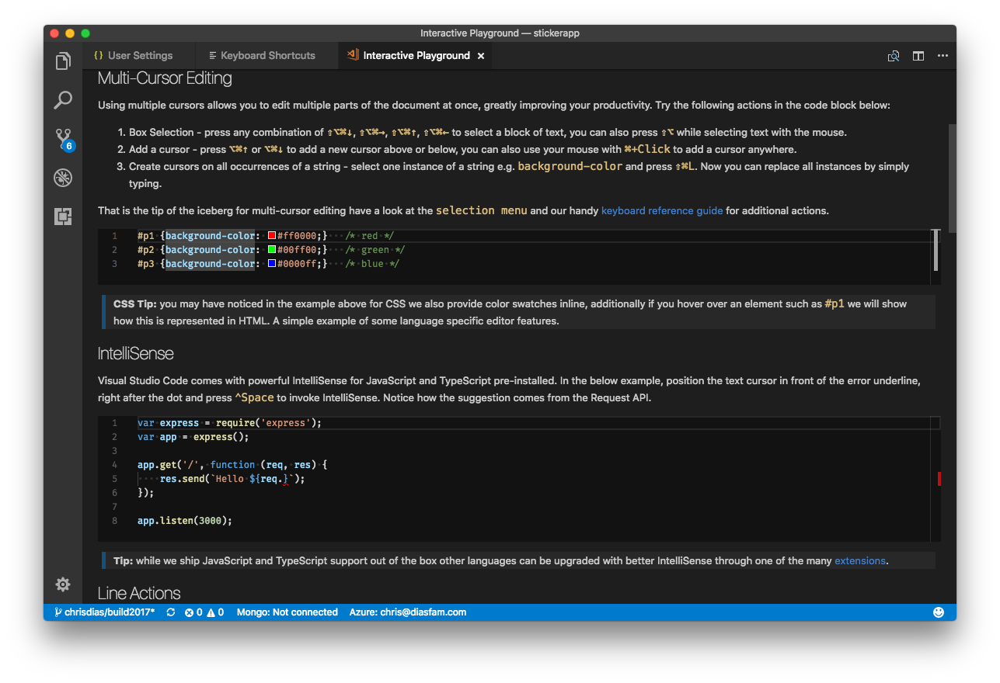 Interactive Playground — stickerapp
{} User Settings
Keyboard Shortcuts
Interactive Playground ×
Multi-Cursor Editing
Using multiple cursors allows you to edit multiple parts of the document at once, greatly improving your productivity. Try the following actions in the code block below:
1. Box Selection - press any combination of ⇧⌥⌘↓, ⇧⌥⌘→, ⇧⌥⌘↑, ⇧⌥⌘← to select a block of text, you can also press ⇧⌥ while selecting text with the mouse.
2. Add a cursor - press ⌥⌘↑ or ⌥⌘↓ to add a new cursor above or below, you can also use your mouse with ⌘+Click to add a cursor anywhere.
3. Create cursors on all occurrences of a string - select one instance of a string e.g. background-color and press ⇧⌘L. Now you can replace all instances by simply
typing.
That is the tip of the iceberg for multi-cursor editing have a look at the selection menu and our handy keyboard reference guide for additional actions.
1 #p1 {background-color: #ff0000;} /* red */
2 #p2 {background-color: #00ff00;} /* green */
3 #p3 {background-color: #0000ff;} /* blue */
CSS Tip: you may have noticed in the example above for CSS we also provide color swatches inline, additionally if you hover over an element such as #p1 we will show
how this is represented in HTML. A simple example of some language specific editor features.
6
IntelliSense
Visual Studio Code comes with powerful IntelliSense for JavaScript and TypeScript pre-installed. In the below example, position the text cursor in front of the error underline,
right after the dot and press ^Space to invoke IntelliSense. Notice how the suggestion comes from the Request API.
1 var express = require('express');
2 var app = express();
3
4 app.get('/', function (req, res) {
5     res.send(`Hello ${req.}`);
6 });
7
8 app.listen(3000);
Tip: while we ship JavaScript and TypeScript support out of the box other languages can be upgraded with better IntelliSense through one of the many extensions.
Line Actions
chrisdias/build2017* 0 0 Mongo: Not connected Azure: chris@diasfam.com